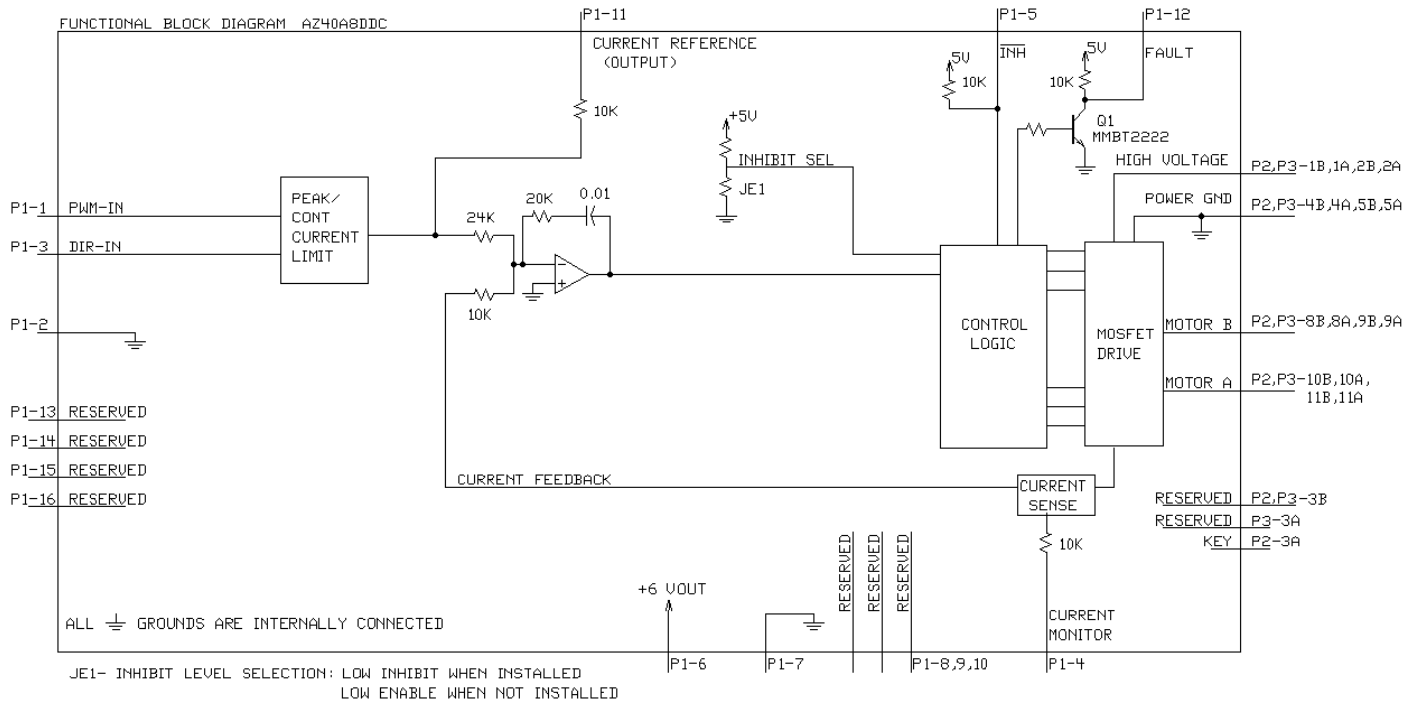 FUNCTIONAL BLOCK DIAGRAM AZ40A8DDC
P1-11
P1-5
P1-12
CURRENT REFERENCE
(OUTPUT)
10K
5V
10K
INH
5V
10K
FAULT
+5V
INHIBIT SEL
JE1
Q1
MMBT2222
HIGH VOLTAGE
P2,P3-1B,1A,2B,2A
POWER GND
P2,P3-4B,4A,5B,5A
P1-1 PWM-IN
P1-3 DIR-IN
PEAK/
CONT
CURRENT
LIMIT
24K
20K
0.01
10K
-
+
P1-2
CONTROL
LOGIC
MOSFET
DRIVE
MOTOR B
P2,P3-8B,8A,9B,9A
MOTOR A
P2,P3-10B,10A,
11B,11A
P1-13 RESERVED
P1-14 RESERVED
P1-15 RESERVED
P1-16 RESERVED
CURRENT FEEDBACK
CURRENT
SENSE
10K
RESERVED P2,P3-3B
RESERVED P3-3A
KEY P2-3A
RESERVED
RESERVED
RESERVED
+6 VOUT
CURRENT
MONITOR
ALL GROUNDS ARE INTERNALLY CONNECTED
P1-6
P1-7
P1-8,9,10
P1-4
JE1- INHIBIT LEVEL SELECTION: LOW INHIBIT WHEN INSTALLED
LOW ENABLE WHEN NOT INSTALLED